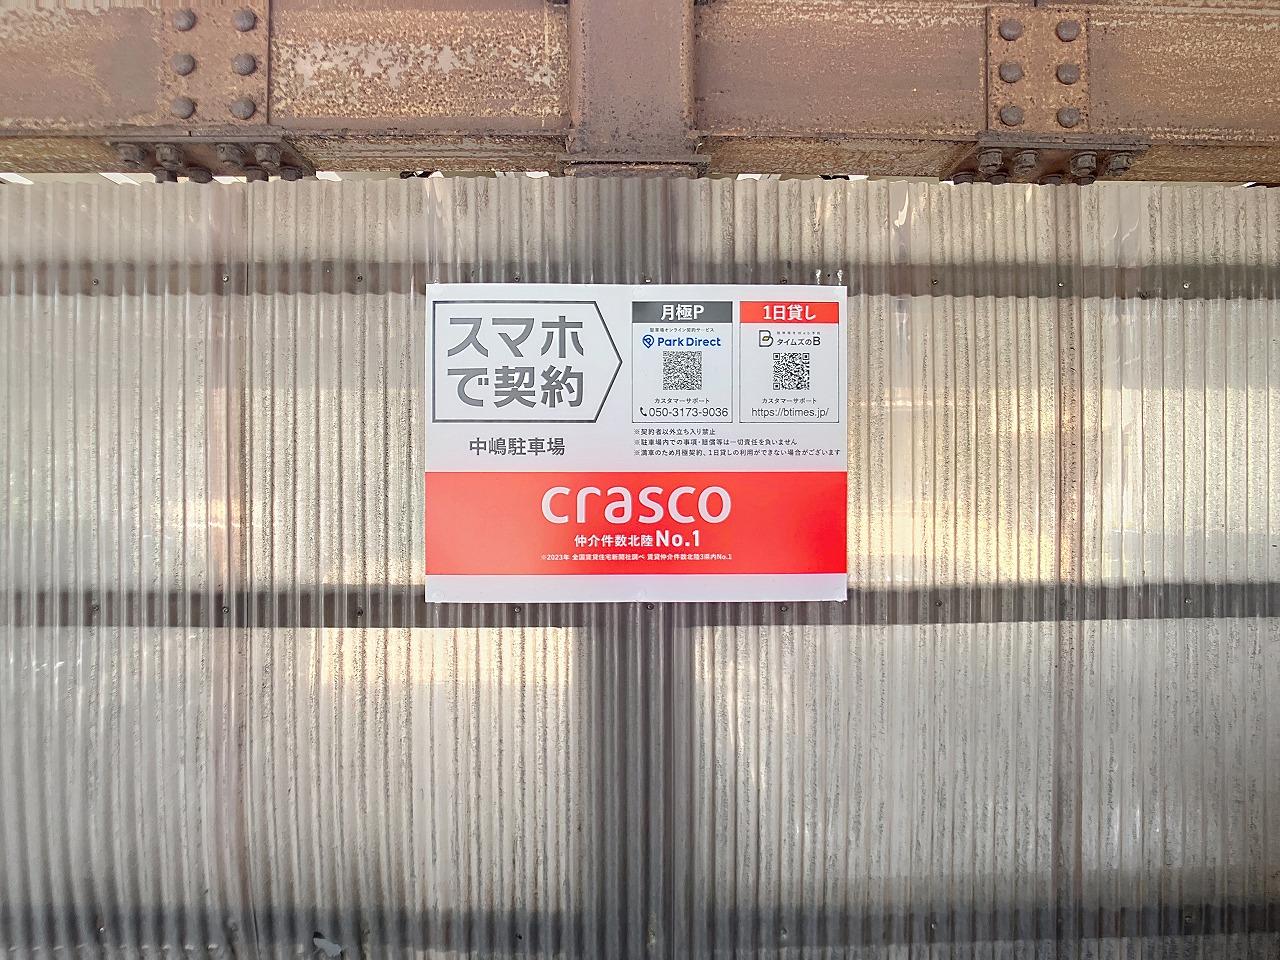 スマホ
で契約
中嶋駐車場
月極P
駐車場オンライン契約サービス
Park Direct
カスタマーサポート
050-3173-9036
1日貸し
タイムズのB
カスタマーサポート
https://btimes.jp/
※契約者以外立ち入り禁止
※駐車場内での事項・賠償等は一切責任を負いません
※満車のため月極契約、1日貸しの利用ができない場合がございます
crasco
仲介件数北陸No.1
※2023年 全国賃貸住宅新聞社調べ 賃貸仲介件数北陸3県内No.1